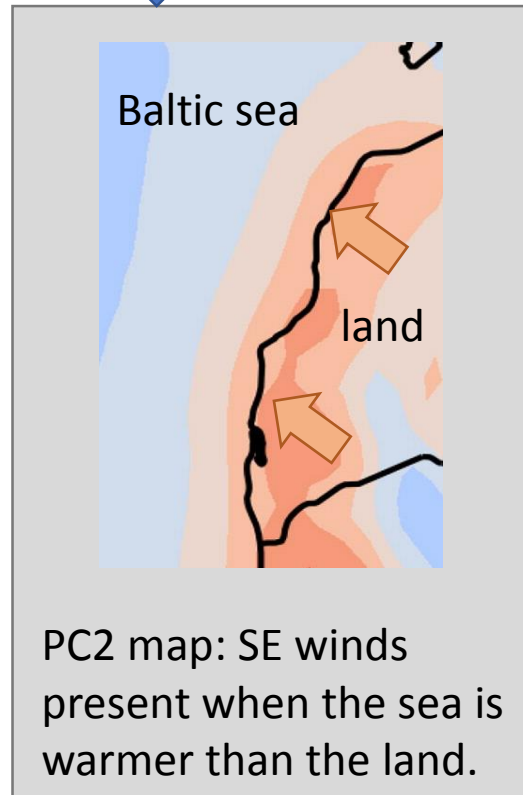 Baltic sea
land
PC2 map: SE winds
present when the sea is
warmer than the land.